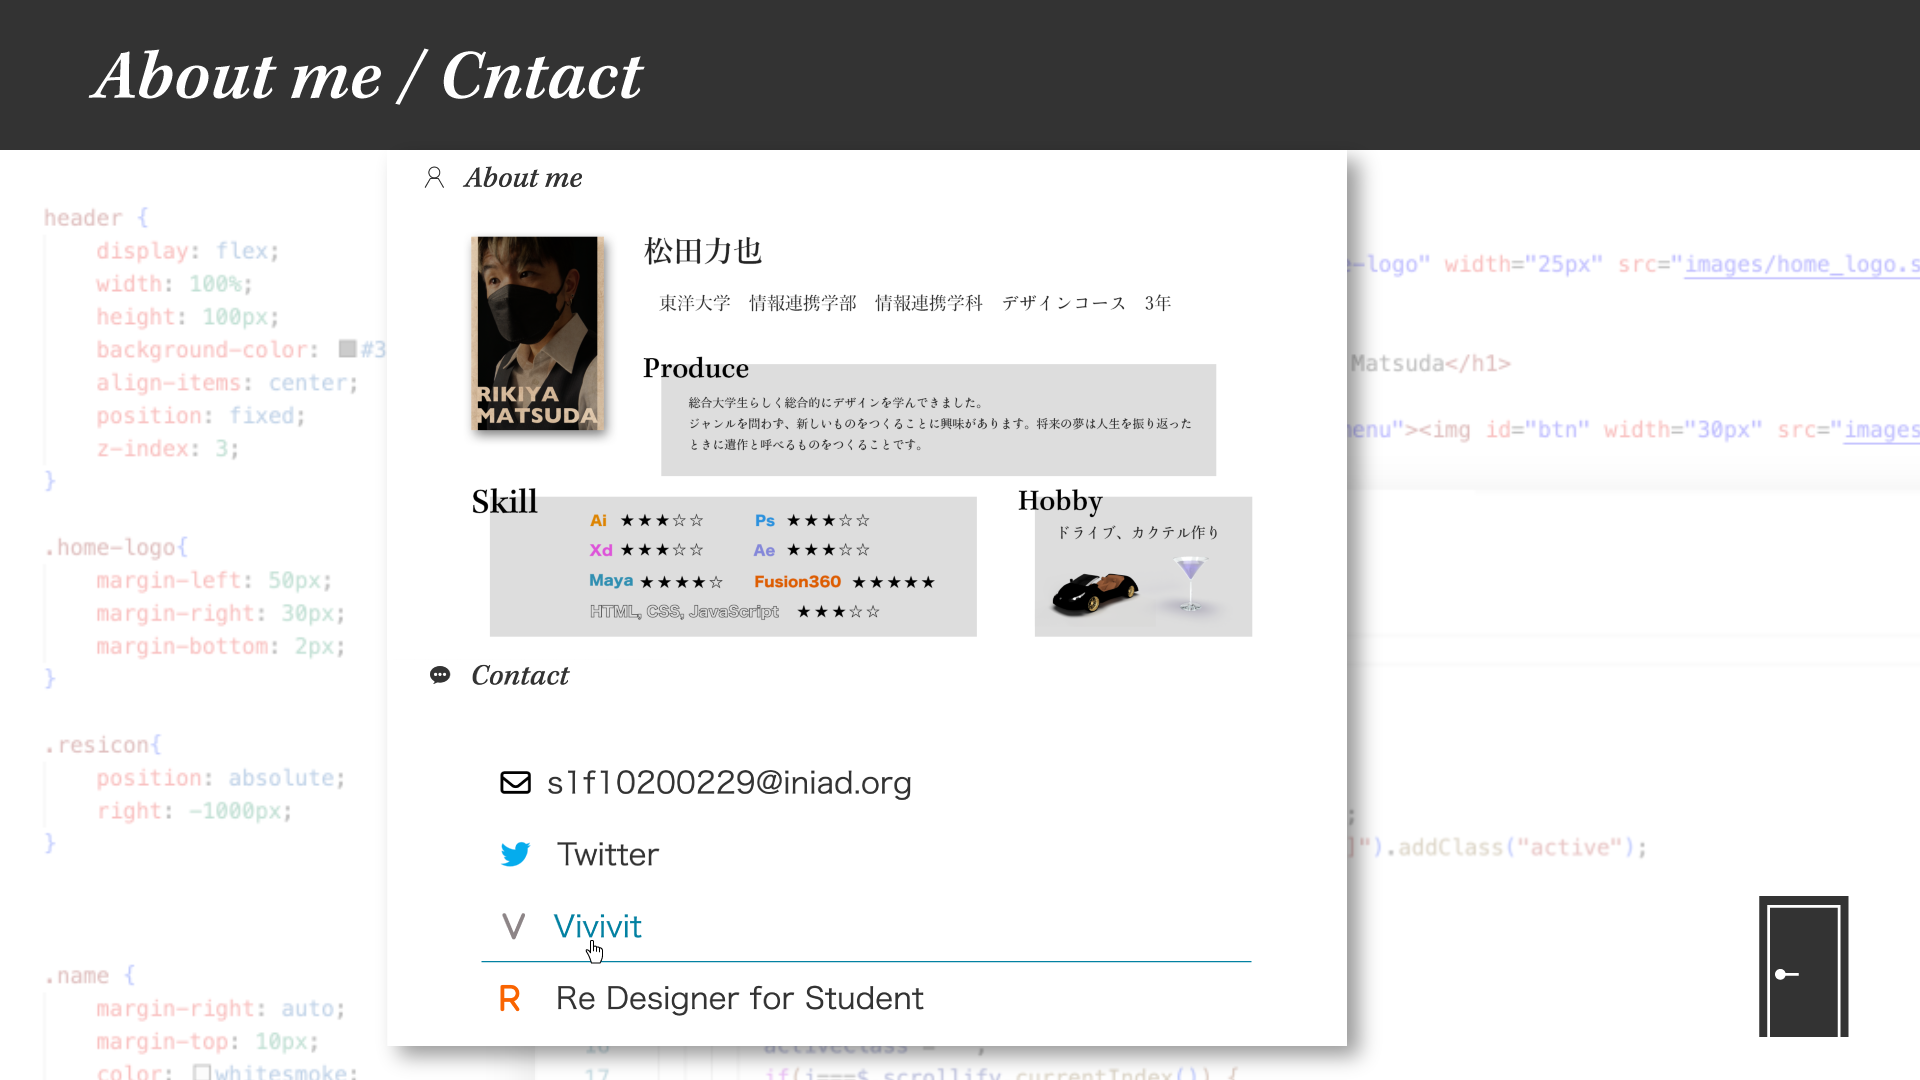 About me / Cntact
About me
RIKIYA
MATSUDA
松田力也
東洋大学　情報連携学部　情報連携学科　デザインコース　3年
Produce
総合大学生らしく総合的にデザインを学んできました。
ジャンルを問わず、新しいものをつくることに興味があります。将来の夢は人生を振り返った
ときに遺作と呼べるものをつくることです。
Skill
Ai ★★★☆☆ Ps ★★★☆☆
Xd ★★★☆☆ Ae ★★★☆☆
Maya ★★★★☆ Fusion360 ★★★★★
HTML, CSS, JavaScript ★★★☆☆
Hobby
ドライブ、カクテル作り
Contact
s1f10200229@iniad.org
Twitter
V Vivivit
R Re Designer for Student
header {
display: flex;
width: 100%;
height: 100px;
background-color: #3
align-items: center;
position: fixed;
z-index: 3;
}
.home-logo{
margin-left: 50px;
margin-right: 30px;
margin-bottom: 2px;
}
.resicon{
position: absolute;
right: -1000px;
}
.name {
margin-right: auto;
margin-top: 10px;
color: whitesmoke;
-logo" width="25px" src="images/home_logo.s
Matsuda</h1>
enu"><img id="btn" width="30px" src="images
;
]").addClass("active");
17 if(i===$.scrollify.currentIndex()) {